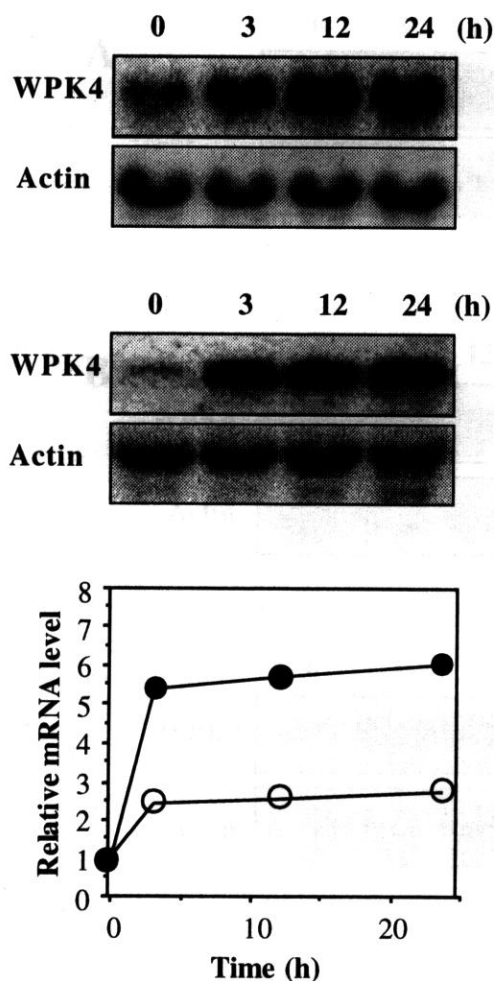 0 3 12 24 (h)
WPK4
Actin
0 3 12 24 (h)
WPK4
Actin
8
7
6
5
4
3
2
1
0
Relative mRNA level
0 10 20
Time (h)